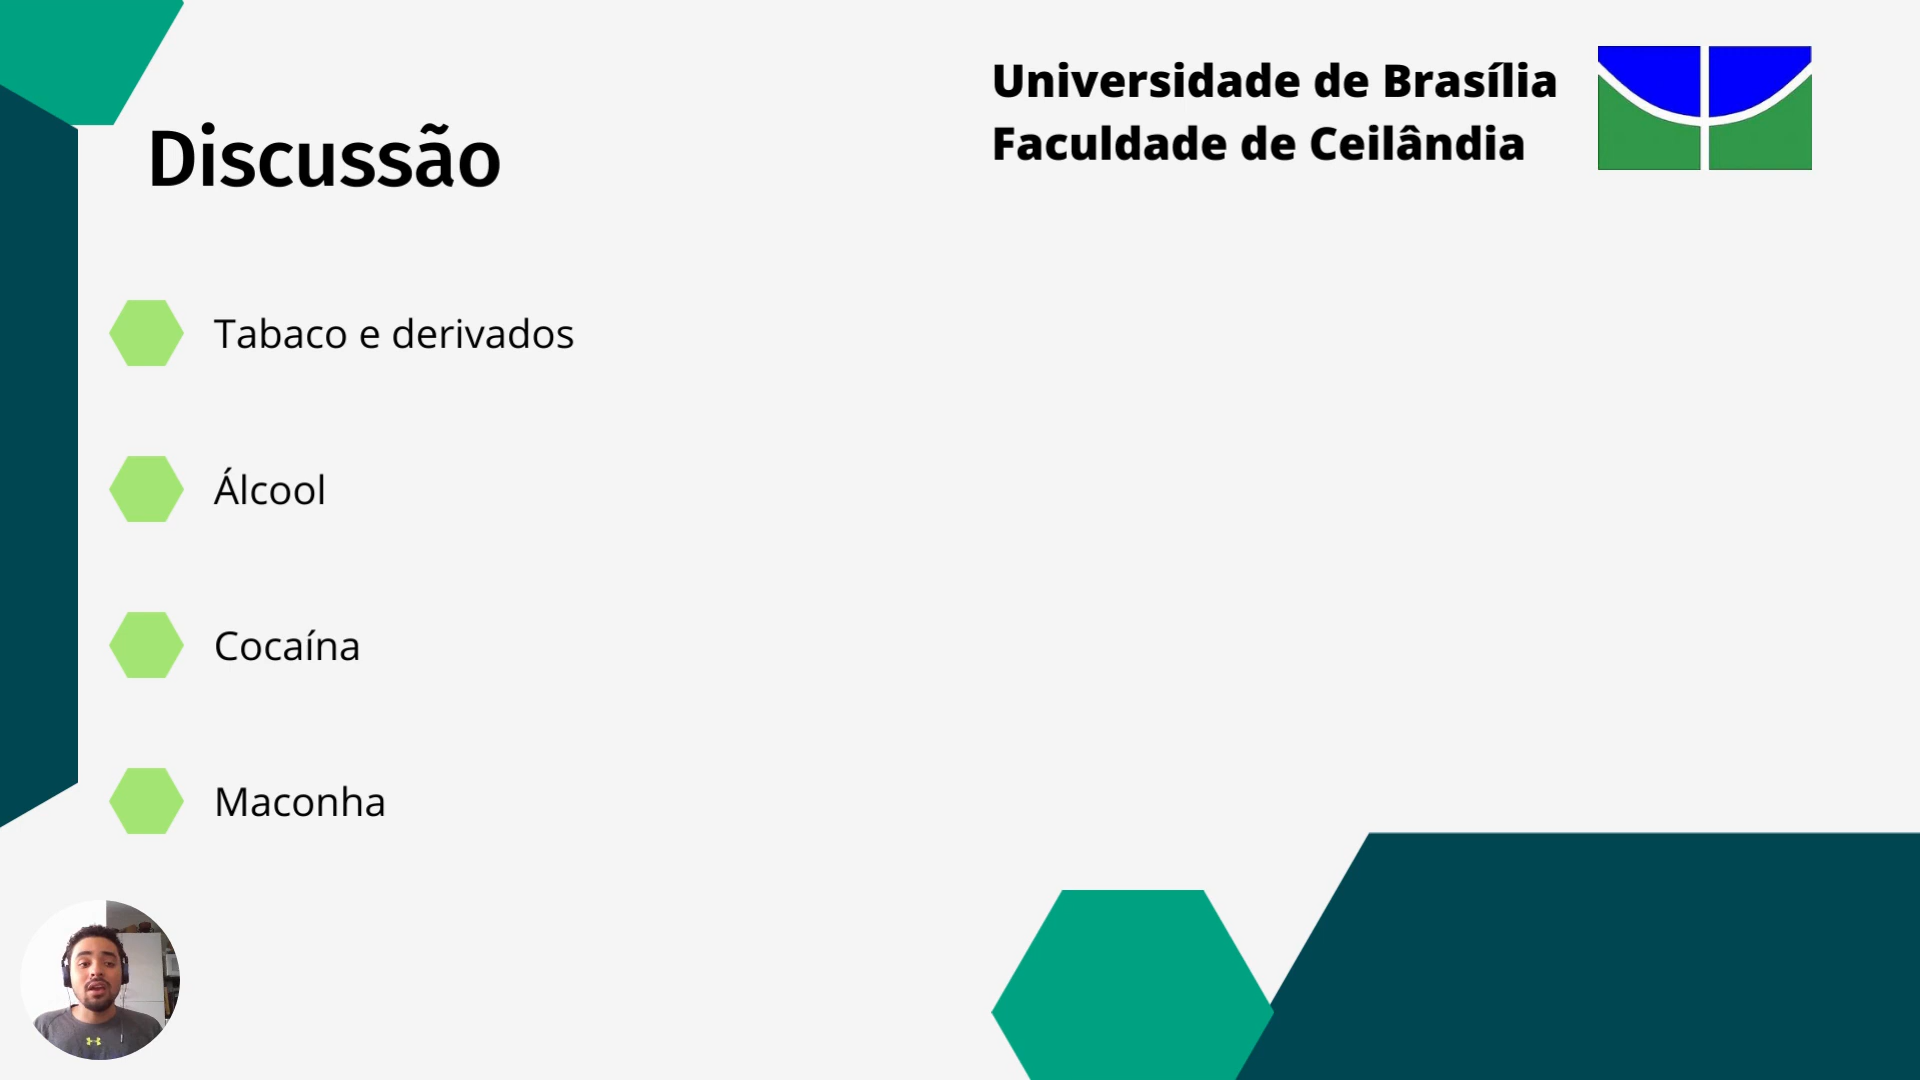 Universidade de Brasília
Faculdade de Ceilândia
Discussão
Tabaco e derivados
Álcool
Cocaína
Maconha